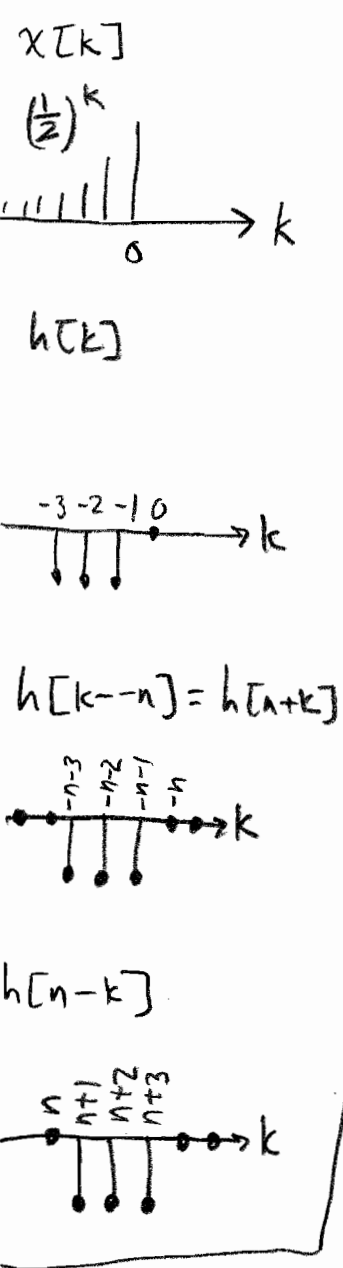 x[k]
(1/2)^k
k
0
h[k]
-3 -2 -1 0
k
h[k--n]=h[n+k]
-n-3 -n-2 -n-1 -n
k
h[n-k]
n n+1 n+2 n+3
k